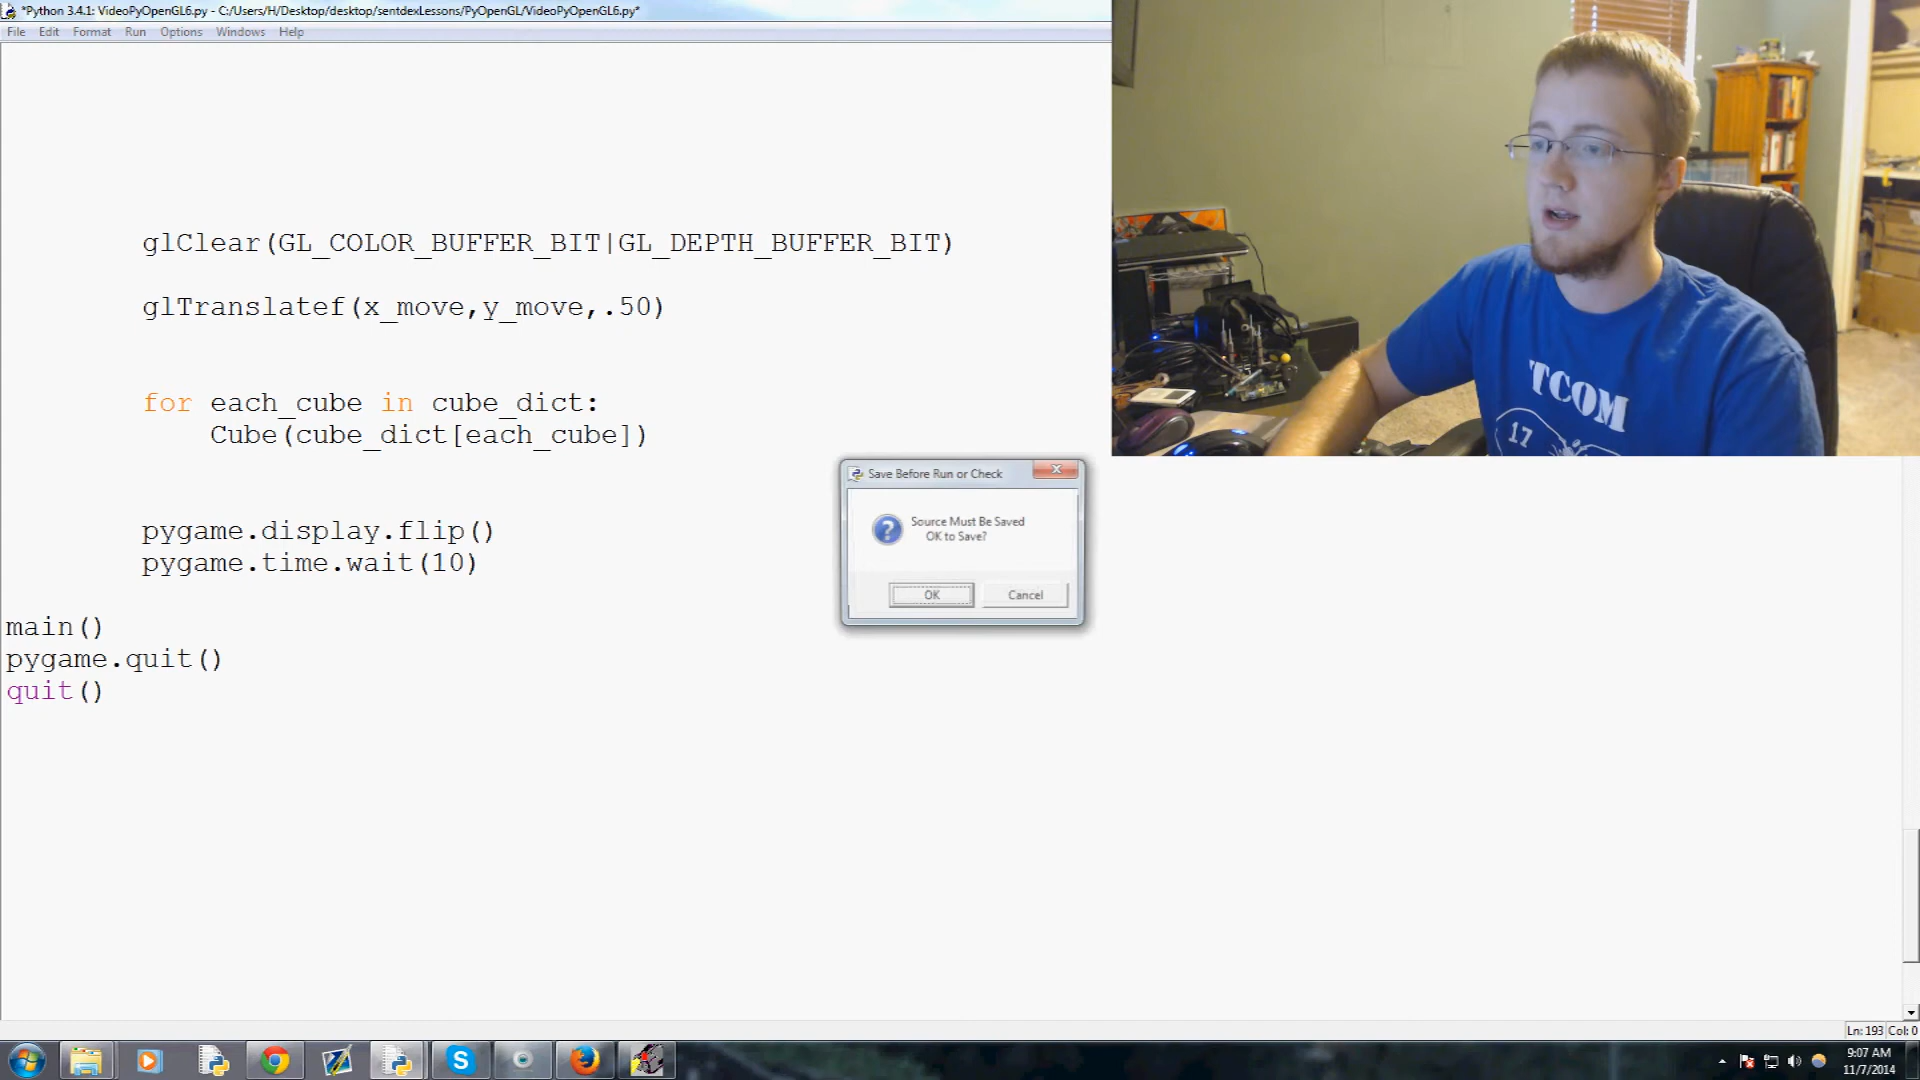 *Python 3.4.1: VideoPyOpenGL6.py - C:/Users/H/Desktop/desktop/sentdexLessons/PyOpenGL/VideoPyOpenGL6.py*
File Edit Format Run Options Windows Help
glClear(GL_COLOR_BUFFER_BIT|GL_DEPTH_BUFFER_BIT)
glTranslatef(x_move,y_move,.50)
for each_cube in cube_dict:
Cube(cube_dict[each_cube])
pygame.display.flip()
pygame.time.wait(10)
main()
pygame.quit()
quit()
Save Before Run or Check
Source Must Be Saved
OK to Save?
OK Cancel
TCOM
17
Ln: 193 Col: 0
9:07 AM
11/7/2014